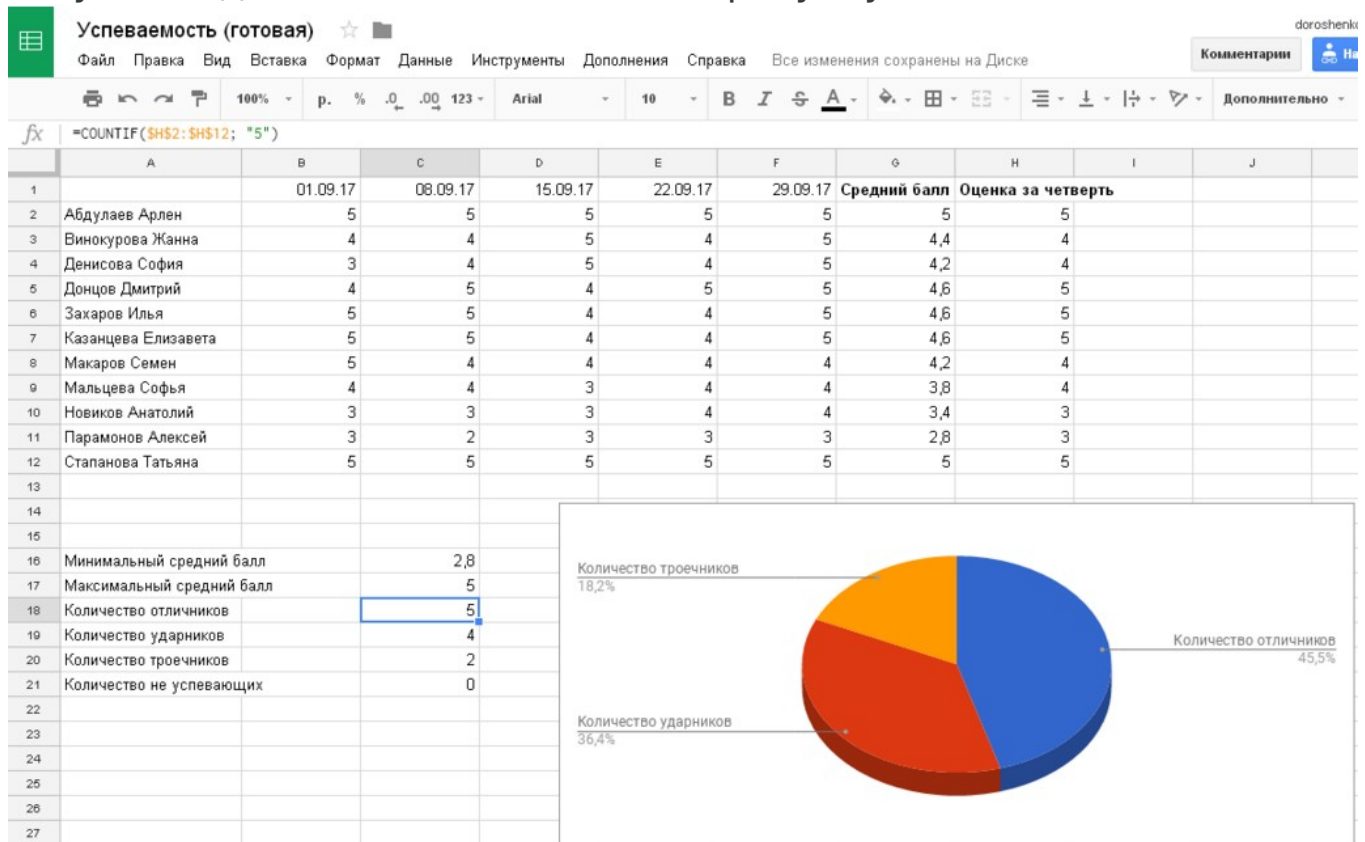 Успеваемость (готовая)
doroshenko
Файл Правка Вид Вставка Формат Данные Инструменты Дополнения Справка Все изменения сохранены на Диске
Комментарии На
100% р. % .0 .00 123 Arial 10 B I S A Дополнительно
fx =COUNTIF($H$2:$H$12; "5")
A B C D E F G H I J
1 01.09.17 08.09.17 15.09.17 22.09.17 29.09.17 Средний балл Оценка за четверть
2 Абдулаев Арлен 5 5 5 5 5 5 5
3 Винокурова Жанна 4 4 5 4 5 4,4 4
4 Денисова София 3 4 5 4 5 4,2 4
5 Донцов Дмитрий 4 5 4 5 5 4,6 5
6 Захаров Илья 5 5 4 4 5 4,6 5
7 Казанцева Елизавета 5 5 4 4 5 4,6 5
8 Макаров Семен 5 4 4 4 4 4,2 4
9 Мальцева Софья 4 4 3 4 4 3,8 4
10 Новиков Анатолий 3 3 3 4 4 3,4 3
11 Парамонов Алексей 3 2 3 3 3 2,8 3
12 Стапанова Татьяна 5 5 5 5 5 5 5
13
14
15
16 Минимальный средний балл 2,8
17 Максимальный средний балл 5
18 Количество отличников 5
19 Количество ударников 4
20 Количество троечников 2
21 Количество не успевающих 0
22
23
24
25
26
27
Количество троечников
18,2%
Количество отличников
45,5%
Количество ударников
36,4%